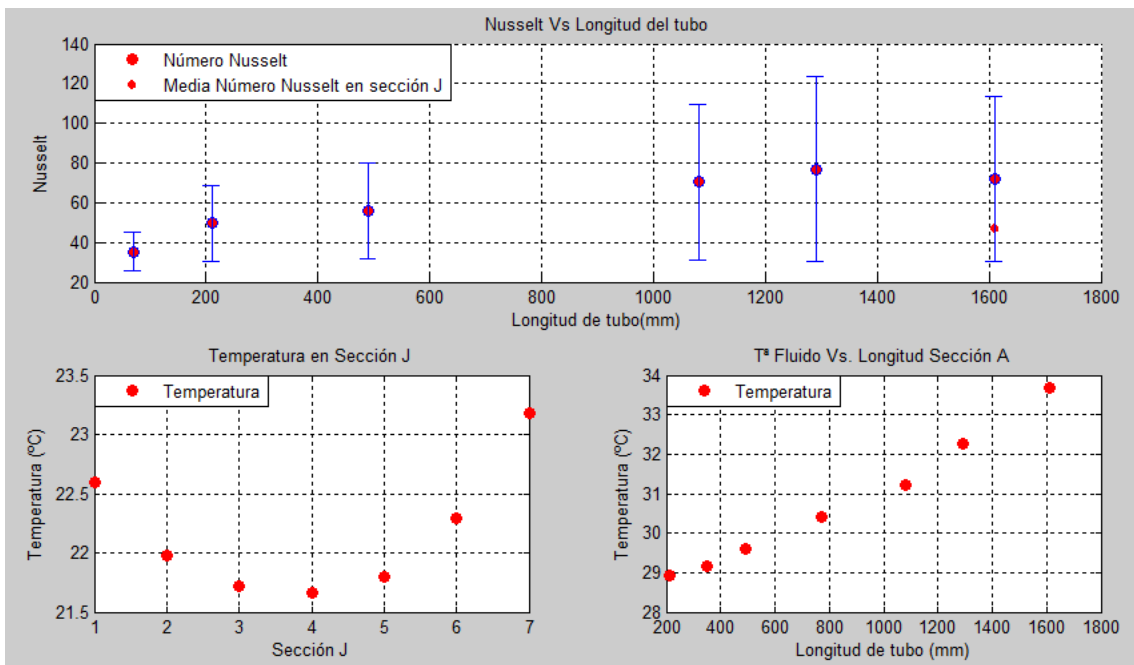 Nusselt Vs Longitud del tubo
140
120
100
80
60
40
20
Nusselt
Número Nusselt
Media Número Nusselt en sección J
0 200 400 600 800 1000 1200 1400 1600 1800
Longitud de tubo(mm)
Temperatura en Sección J
23.5
23
22.5
22
21.5
Temperatura (ºC)
Temperatura
1 2 3 4 5 6 7
Sección J
Tª Fluido Vs. Longitud Sección A
34
33
32
31
30
29
28
Temperatura (ºC)
Temperatura
200 400 600 800 1000 1200 1400 1600 1800
Longitud de tubo (mm)